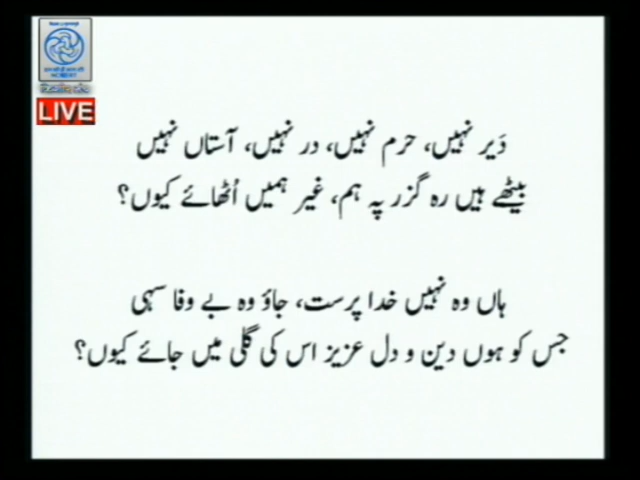 NCERT
LIVE
دَیر نہیں، حرم نہیں، در نہیں، آستاں نہیں
بیٹھے ہیں رہ گزر پہ ہم، غیر ہمیں اُٹھائے کیوں؟
ہاں وہ نہیں خدا پرست، جاؤ وہ بے وفا سہی
جس کو ہوں دین و دل عزیز اس کی گلی میں جائے کیوں؟